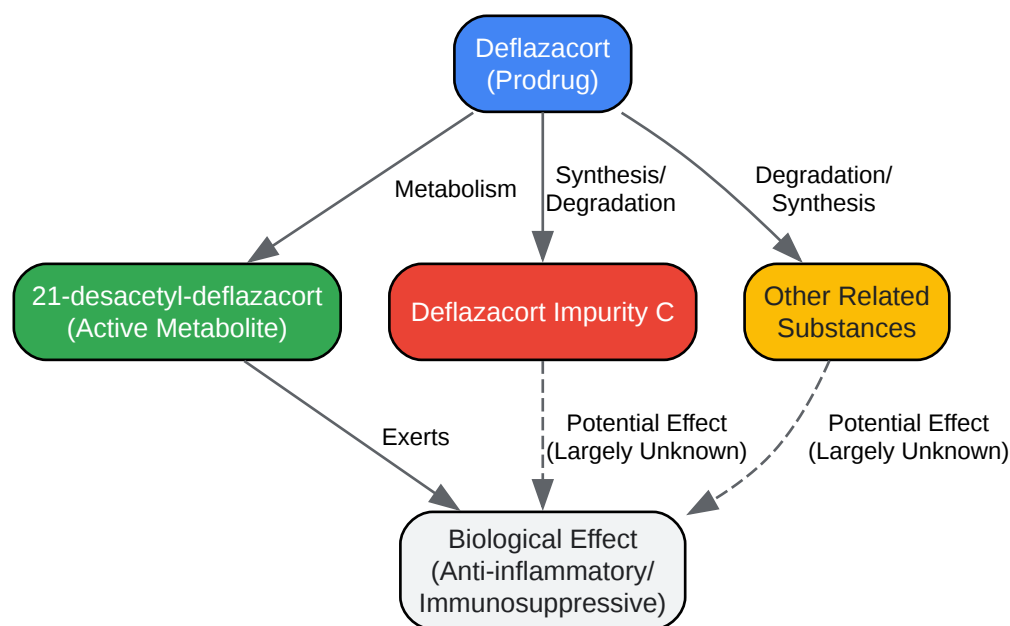 Deflazacort
(Prodrug)
Metabolism
Synthesis/
Degradation
Degradation/
Synthesis
21-desacetyl-deflazacort
(Active Metabolite)
Deflazacort Impurity C
Other Related
Substances
Exerts
Potential Effect
(Largely Unknown)
Potential Effect
(Largely Unknown)
Biological Effect
(Anti-inflammatory/
Immunosuppressive)